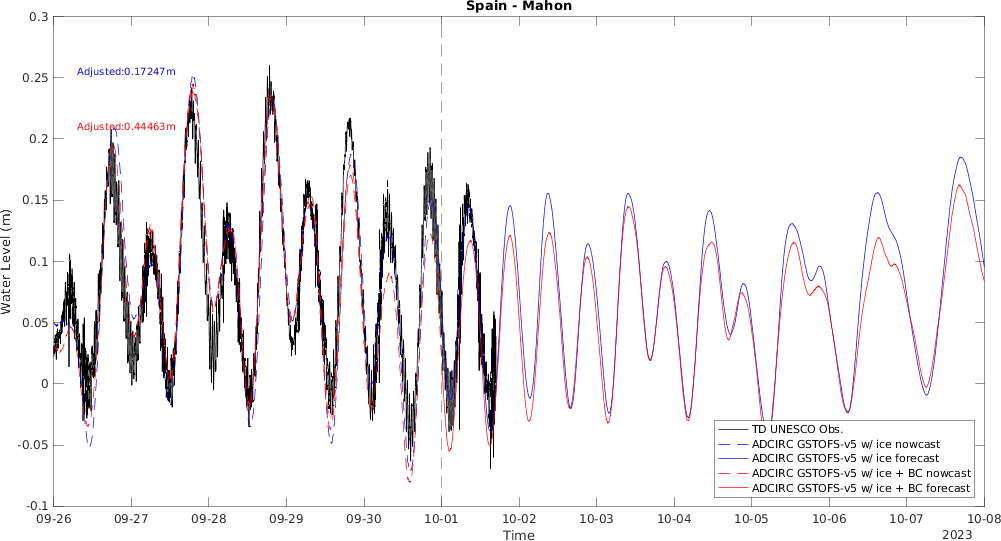 Spain - Mahon
0.3
0.25
0.2
0.15
0.1
0.05
0
-0.05
-0.1
Water Level (m)
Adjusted:0.17247m
Adjusted:0.44463m
TD UNESCO Obs.
ADCIRC GSTOFS-v5 w/ ice nowcast
ADCIRC GSTOFS-v5 w/ ice forecast
ADCIRC GSTOFS-v5 w/ ice + BC nowcast
ADCIRC GSTOFS-v5 w/ ice + BC forecast
09-26 09-27 09-28 09-29 09-30 10-01 10-02 10-03 10-04 10-05 10-06 10-07 10-08
Time
2023